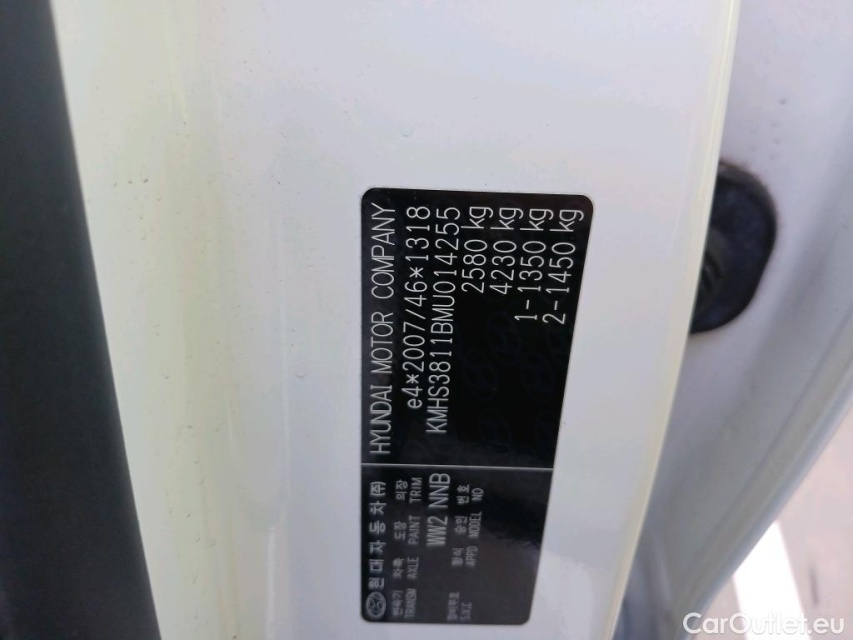 HYUNDAI MOTOR COMPANY
e4*2007/46*1318
KMHS3811BMU014255
2580 kg
4230 kg
1-1350 kg
2-1450 kg
현대자동차(주)
변속기 차축 도장 외장
TRANSM AXLE PAINT TRIM
WW2 NNB
형식 승인 번호
APPD MODEL NO
S.K.Z
CarOutlet.eu